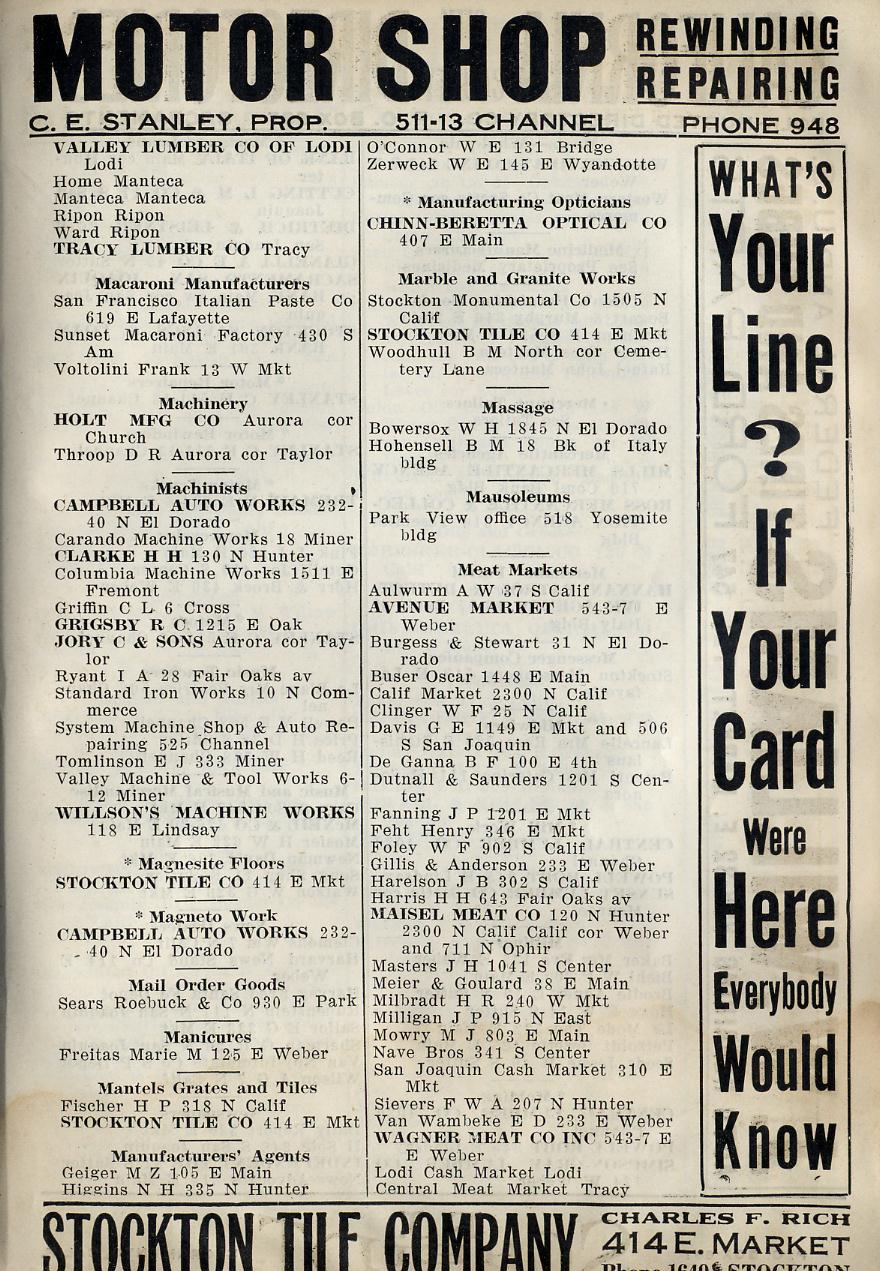 MOTOR SHOP
REWINDING
REPAIRING
C. E. STANLEY, PROP. 511-13 CHANNEL PHONE 948
VALLEY LUMBER CO OF LODI
Lodi
Home Manteca
Manteca Manteca
Ripon Ripon
Ward Ripon
TRACY LUMBER CO Tracy
Macaroni Manufacturers
San Francisco Italian Paste Co
619 E Lafayette
Sunset Macaroni Factory 430 S
Am
Voltolini Frank 13 W Mkt
Machinery
HOLT MFG CO Aurora cor
Church
Throop D R Aurora cor Taylor
Machinists
CAMPBELL AUTO WORKS 232-
40 N El Dorado
Carando Machine Works 18 Miner
CLARKE H H 130 N Hunter
Columbia Machine Works 1511 E
Fremont
Griffin C L 6 Cross
GRIGSBY R C 1215 E Oak
JORY C & SONS Aurora cor Tay-
lor
Ryant I A 28 Fair Oaks av
Standard Iron Works 10 N Com-
merce
System Machine Shop & Auto Re-
pairing 525 Channel
Tomlinson E J 333 Miner
Valley Machine & Tool Works 6-
12 Miner
WILLSON'S MACHINE WORKS
118 E Lindsay
* Magnesite Floors
STOCKTON TILE CO 414 E Mkt
* Magneto Work
CAMPBELL AUTO WORKS 232-
40 N El Dorado
Mail Order Goods
Sears Roebuck & Co 930 E Park
Manicures
Freitas Marie M 125 E Weber
Mantels Grates and Tiles
Fischer H P 318 N Calif
STOCKTON TILE CO 414 E Mkt
Manufacturers' Agents
Geiger M Z 105 E Main
Higgins N H 335 N Hunter
O'Connor W E 131 Bridge
Zerweck W E 145 E Wyandotte
* Manufacturing Opticians
CHINN-BERETTA OPTICAL CO
407 E Main
Marble and Granite Works
Stockton Monumental Co 1505 N
Calif
STOCKTON TILE CO 414 E Mkt
Woodhull B M North cor Ceme-
tery Lane
Massage
Bowersox W H 1845 N El Dorado
Hohensell B M 18 Bk of Italy
bldg
Mausoleums
Park View office 518 Yosemite
bldg
Meat Markets
Aulwurm A W 37 S Calif
AVENUE MARKET 543-7 E
Weber
Burgess & Stewart 31 N El Do-
rado
Buser Oscar 1448 E Main
Calif Market 2300 N Calif
Clinger W F 25 N Calif
Davis G E 1149 E Mkt and 506
S San Joaquin
De Ganna B F 100 E 4th
Dutnall & Saunders 1201 S Cen-
ter
Fanning J P 1201 E Mkt
Feht Henry 346 E Mkt
Foley W F 902 S Calif
Gillis & Anderson 233 E Weber
Harelson J B 302 S Calif
Harris H H 643 Fair Oaks av
MAISEL MEAT CO 120 N Hunter
2300 N Calif Calif cor Weber
and 711 N Ophir
Masters J H 1041 S Center
Meier & Goulard 38 E Main
Milbradt H R 240 W Mkt
Milligan J P 915 N East
Mowry M J 803 E Main
Nave Bros 341 S Center
San Joaquin Cash Market 310 E
Mkt
Sievers F W A 207 N Hunter
Van Wambeke E D 233 E Weber
WAGNER MEAT CO INC 543-7 E
E Weber
Lodi Cash Market Lodi
Central Meat Market Tracy
WHAT'S
Your
Line
?
If
Your
Card
Were
Here
Everybody
Would
Know
STOCKTON TILE COMPANY
CHARLES F. RICH
414 E. MARKET